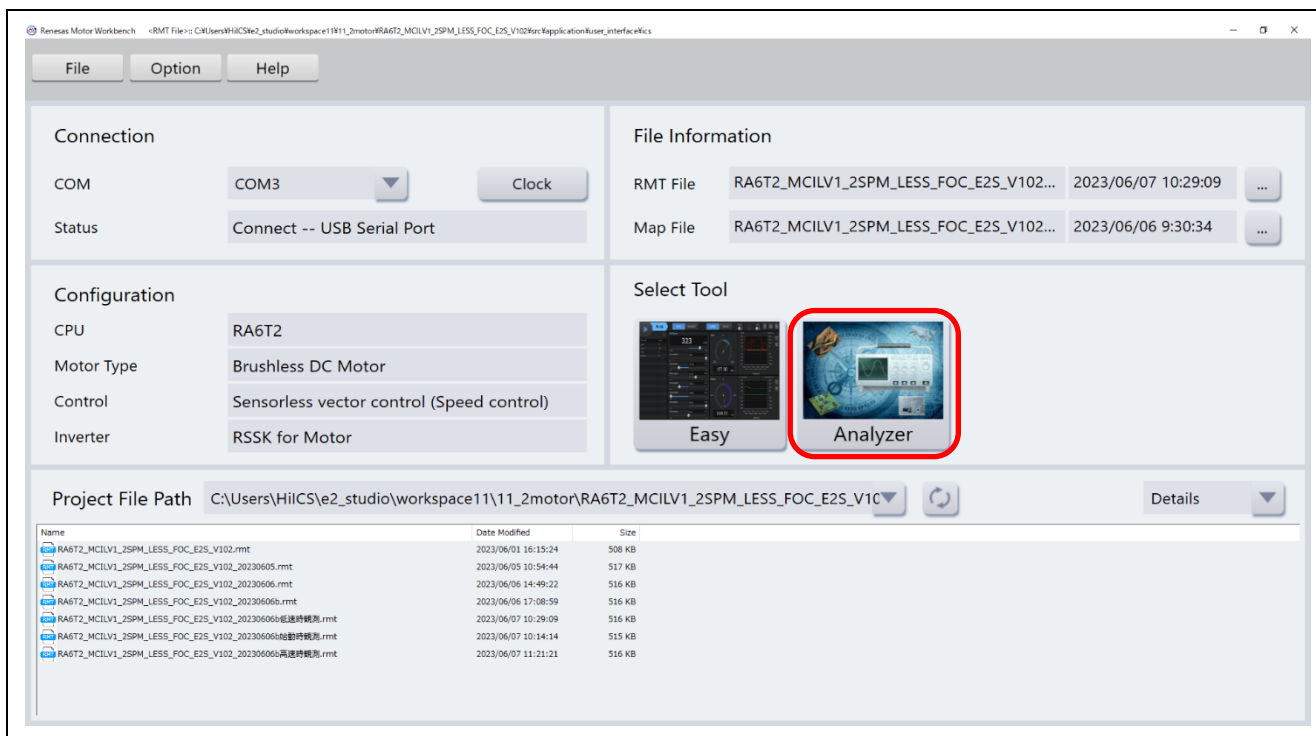 Renesas Motor Workbench <RMT File>:: C:¥Users¥HiICS¥e2_studio¥workspace11¥11_2motor¥RA6T2_MCILV1_2SPM_LESS_FOC_E2S_V102¥src¥application¥user_interface¥ics
File Option Help
Connection
COM COM3 Clock
Status Connect -- USB Serial Port
File Information
RMT File RA6T2_MCILV1_2SPM_LESS_FOC_E2S_V102... 2023/06/07 10:29:09 ...
Map File RA6T2_MCILV1_2SPM_LESS_FOC_E2S_V102... 2023/06/06 9:30:34 ...
Configuration
CPU RA6T2
Motor Type Brushless DC Motor
Control Sensorless vector control (Speed control)
Inverter RSSK for Motor
Select Tool
323
Easy Analyzer
Project File Path C:\Users\HiICS\e2_studio\workspace11\11_2motor\RA6T2_MCILV1_2SPM_LESS_FOC_E2S_V10 Details
Name Date Modified Size
RMT RA6T2_MCILV1_2SPM_LESS_FOC_E2S_V102.rmt 2023/06/01 16:15:24 508 KB
RMT RA6T2_MCILV1_2SPM_LESS_FOC_E2S_V102_20230605.rmt 2023/06/05 10:54:44 517 KB
RMT RA6T2_MCILV1_2SPM_LESS_FOC_E2S_V102_20230606.rmt 2023/06/06 14:49:22 516 KB
RMT RA6T2_MCILV1_2SPM_LESS_FOC_E2S_V102_20230606b.rmt 2023/06/06 17:08:59 516 KB
RMT RA6T2_MCILV1_2SPM_LESS_FOC_E2S_V102_20230606b低速時観測.rmt 2023/06/07 10:29:09 516 KB
RMT RA6T2_MCILV1_2SPM_LESS_FOC_E2S_V102_20230606b始動時観測.rmt 2023/06/07 10:14:14 515 KB
RMT RA6T2_MCILV1_2SPM_LESS_FOC_E2S_V102_20230606b高速時観測.rmt 2023/06/07 11:21:21 516 KB